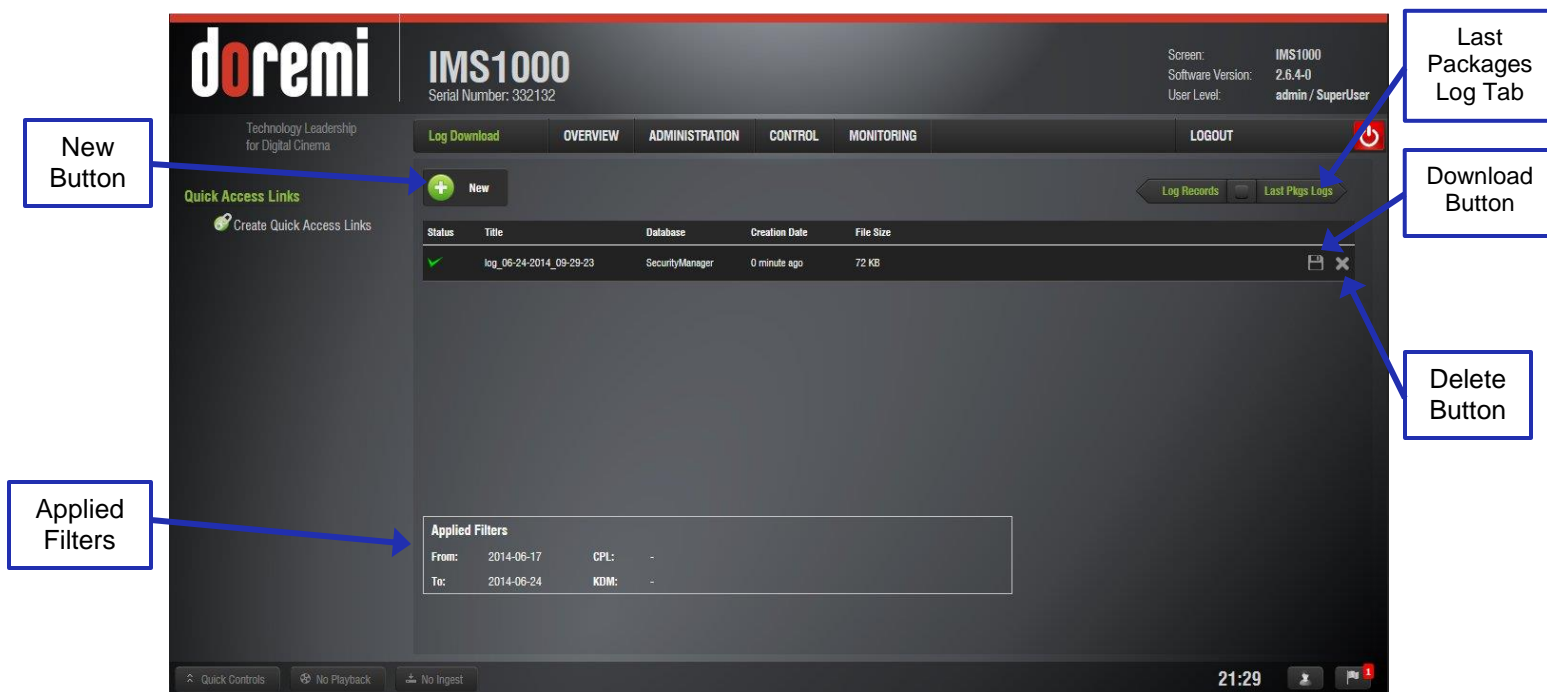 doremi
Technology Leadership
for Digital Cinema
IMS1000
Serial Number: 332132
Screen: IMS1000
Software Version: 2.6.4-0
User Level: admin / SuperUser
Last
Packages
Log Tab
Log Download OVERVIEW ADMINISTRATION CONTROL MONITORING LOGOUT
New
Button
Quick Access Links
Create Quick Access Links
New
Log Records Last Pkgs Logs
Download
Button
Status Title Database Creation Date File Size
log_06-24-2014_09-29-23 SecurityManager 0 minute ago 72 KB
Delete
Button
Applied
Filters
Applied Filters
From: 2014-06-17 CPL: -
To: 2014-06-24 KDM: -
Quick Controls No Playback No Ingest 21:29 1